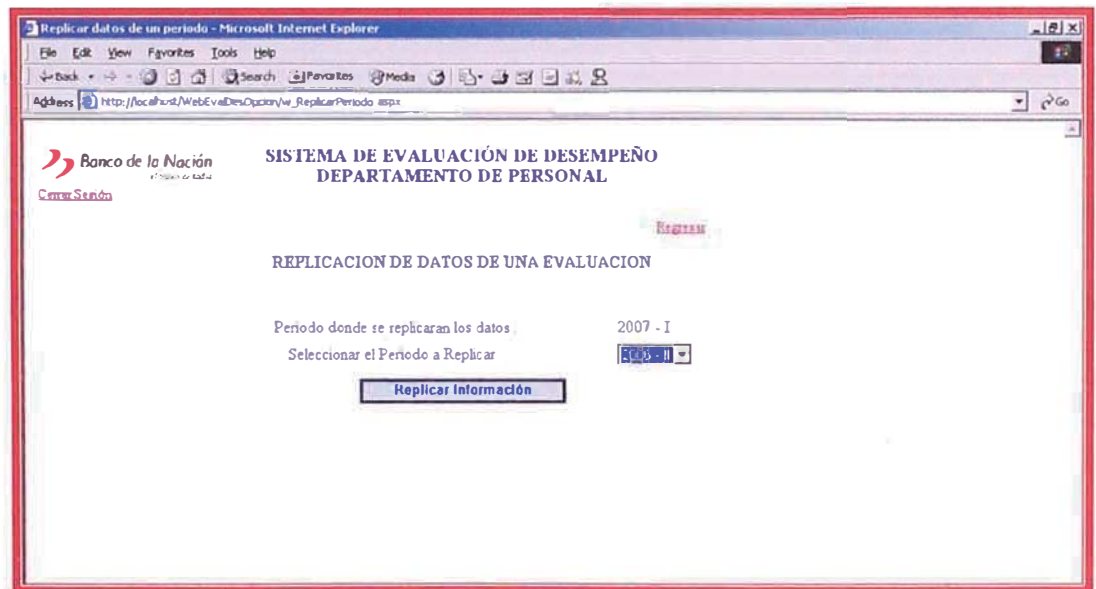 Replicar datos de un periodo - Microsoft Internet Explorer
File Edit View Favorites Tools Help
Back Search Favorites Media
Address http://localhost/WebEvaDesOpcion/w_ReplicarPeriodo aspx Go
Banco de la Nación
Cerrar Sesión
SISTEMA DE EVALUACIÓN DE DESEMPEÑO
DEPARTAMENTO DE PERSONAL
Regresar
REPLICACION DE DATOS DE UNA EVALUACION
Periodo donde se replicaran los datos 2007 - I
Seleccionar el Periodo a Replicar 2006 - II
Replicar Información